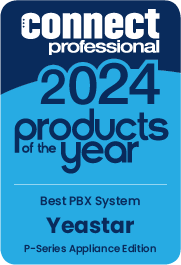 connect
professional
2024
products
of the year
Best PBX System
Yeastar
P-Series Appliance Edition